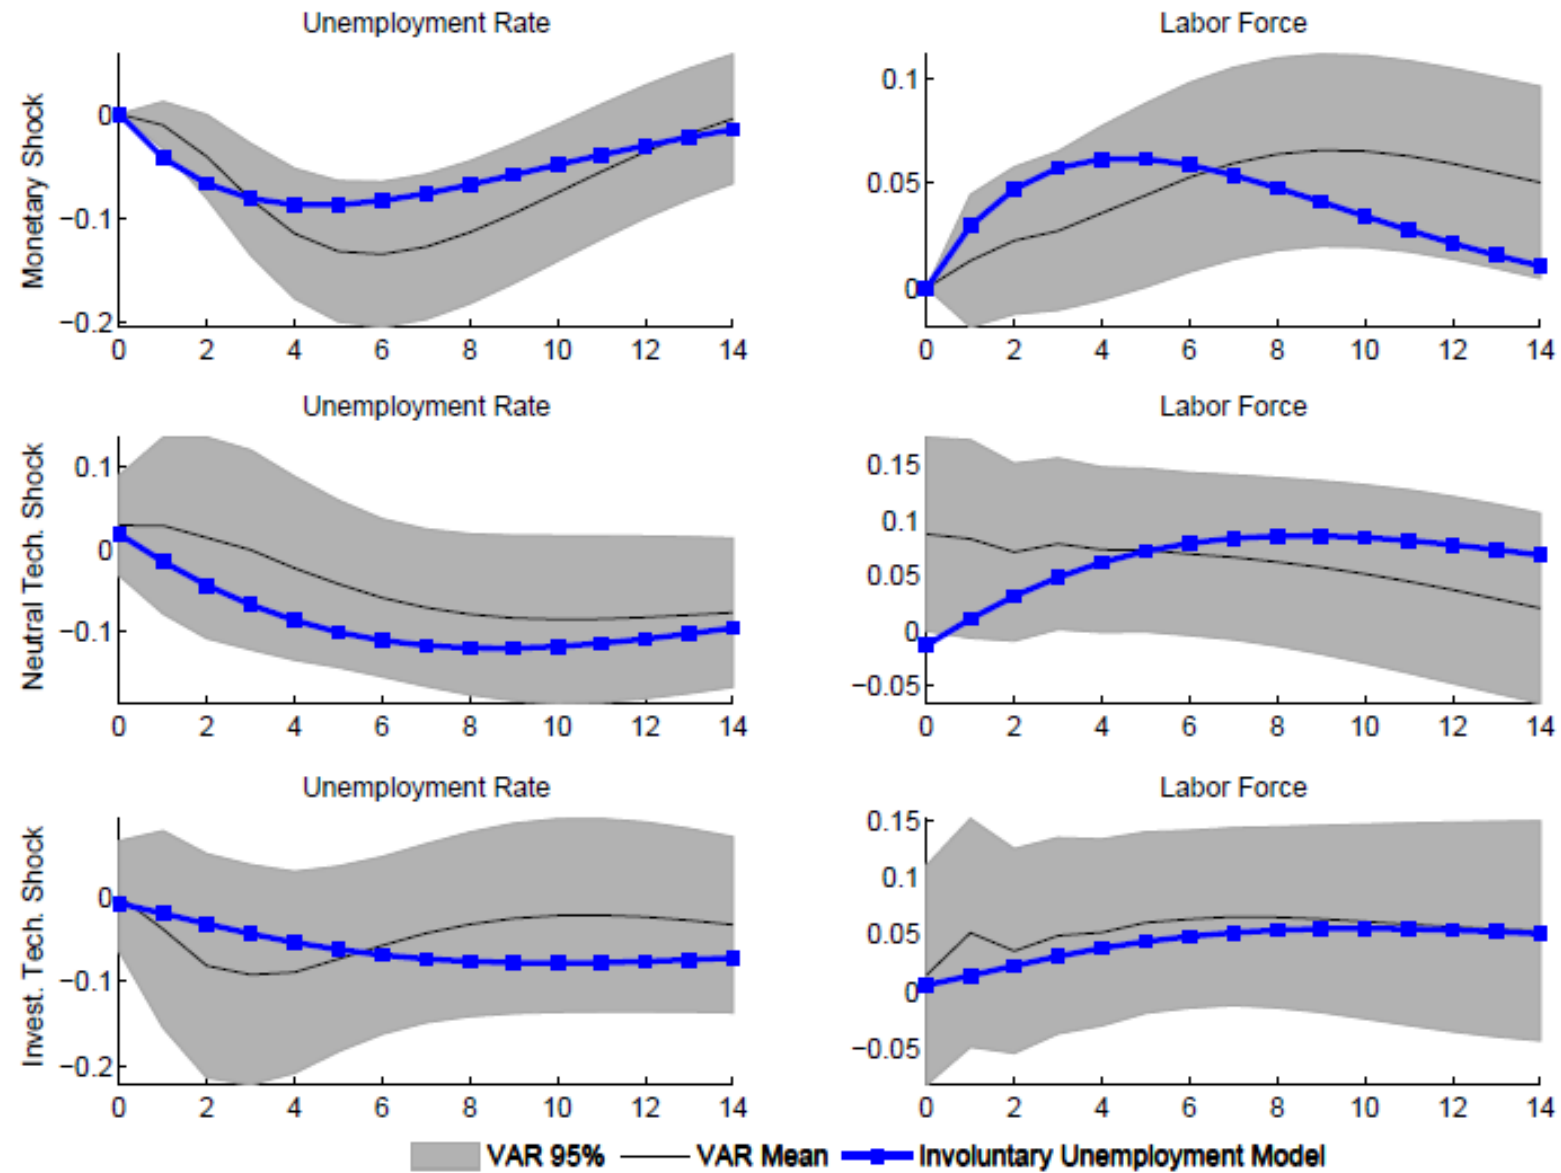 Unemployment Rate
Labor Force
Monetary Shock
0
−0.1
−0.2
0 2 4 6 8 10 12 14
0.1
0.05
0
0 2 4 6 8 10 12 14
Unemployment Rate
Labor Force
Neutral Tech. Shock
0.1
0
−0.1
0 2 4 6 8 10 12 14
0.15
0.1
0.05
0
−0.05
0 2 4 6 8 10 12 14
Unemployment Rate
Labor Force
Invest. Tech. Shock
0
−0.1
−0.2
0 2 4 6 8 10 12 14
0.15
0.1
0.05
0
−0.05
0 2 4 6 8 10 12 14
VAR 95% VAR Mean Involuntary Unemployment Model